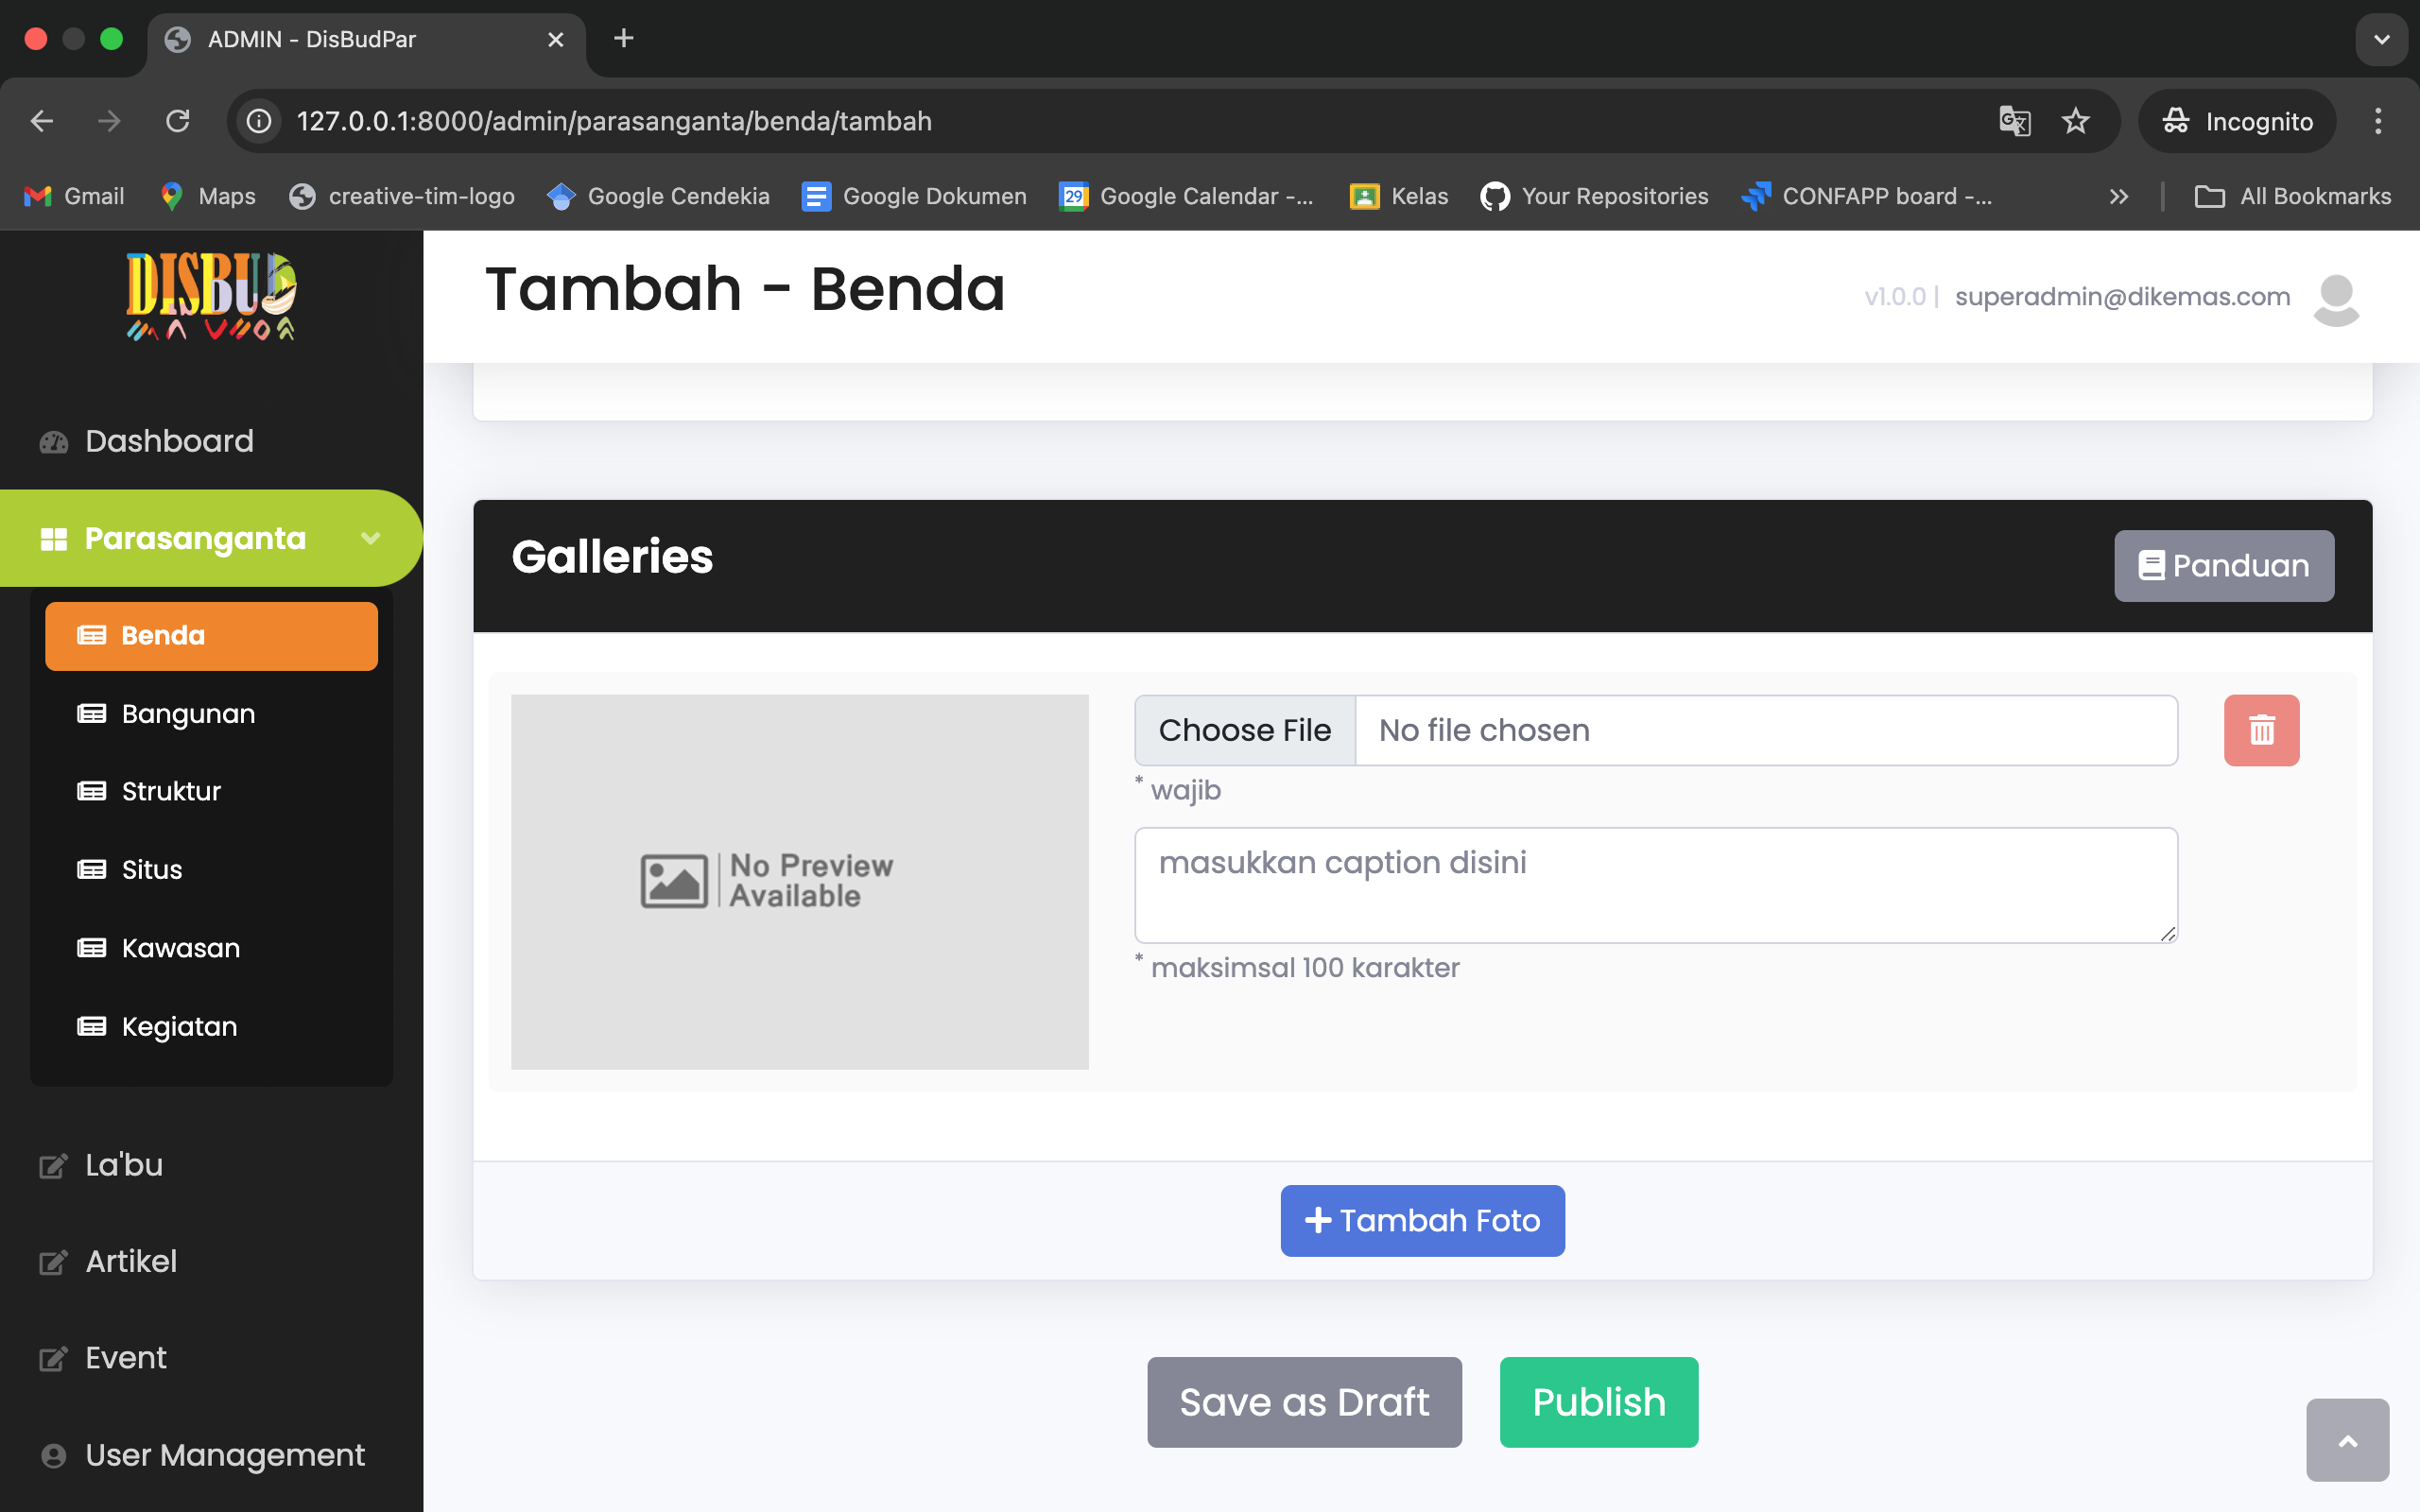 ADMIN - DisBudPar
127.0.0.1:8000/admin/parasanganta/benda/tambah
Incognito
Gmail
Maps
creative-tim-logo
Google Cendekia
Google Dokumen
29
Google Calendar -...
Kelas
Your Repositories
CONFAPP board -...
All Bookmarks
DISBUD
Tambah - Benda
v1.0.0 |
superadmin@dikemas.com
Dashboard
Parasanganta
Benda
Bangunan
Struktur
Situs
Kawasan
Kegiatan
La'bu
Artikel
Event
User Management
Galleries
Panduan
No Preview
Available
Choose File
No file chosen
* wajib
masukkan caption disini
* maksimsal 100 karakter
Tambah Foto
Save as Draft
Publish